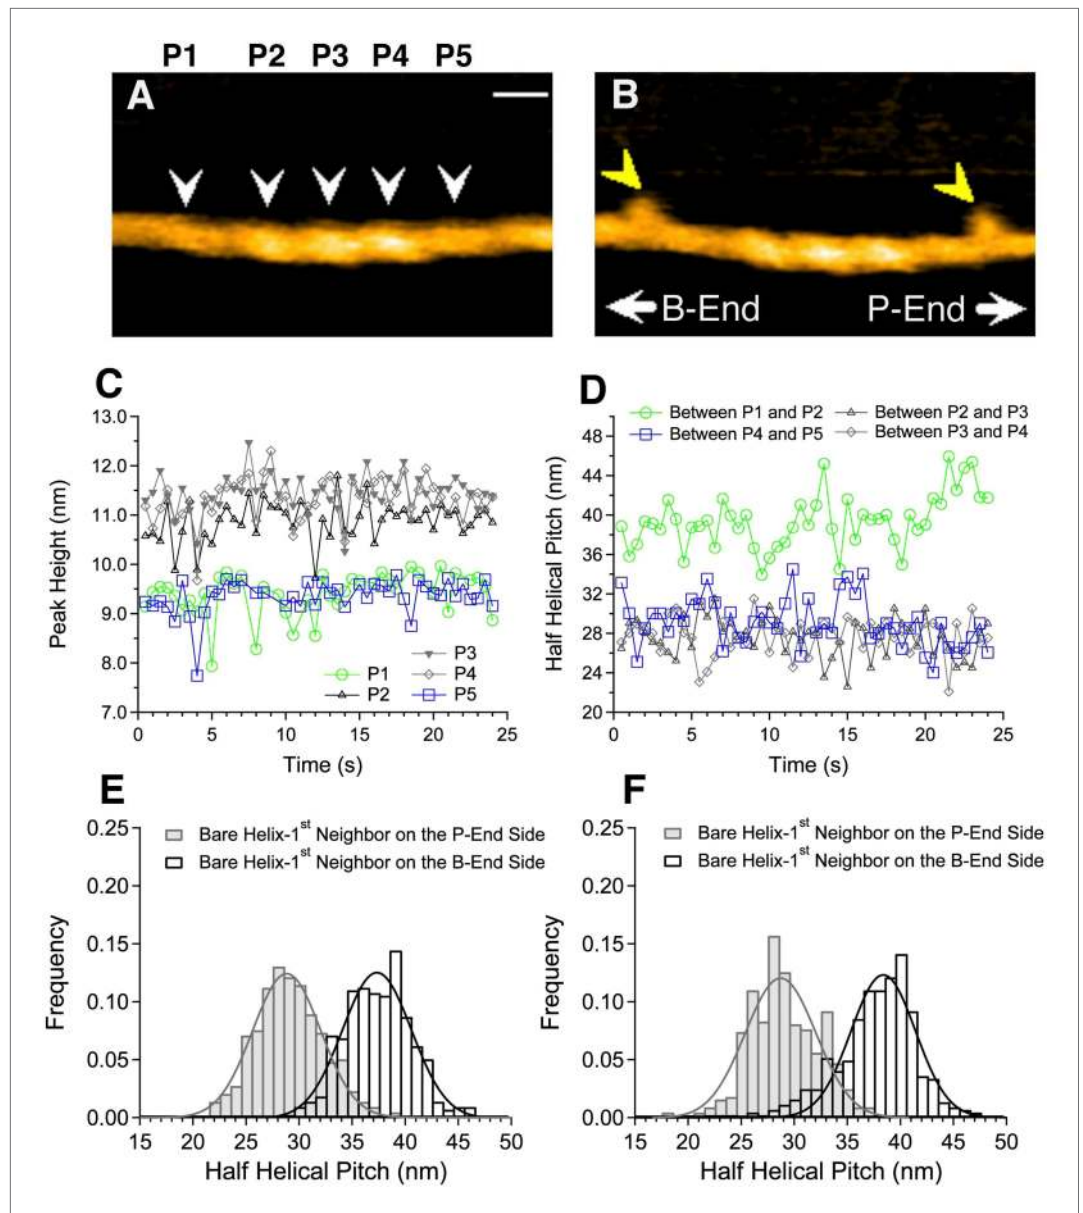 P1 P2 P3 P4 P5
A
B
B-End P-End
C
13.0
12.0
11.0
10.0
9.0
8.0
7.0
Peak Height (nm)
P3
P1 P4
P2 P5
0 5 10 15 20 25
Time (s)
D
Between P1 and P2 Between P2 and P3
Between P4 and P5 Between P3 and P4
48
44
40
36
32
28
24
20
Half Helical Pitch (nm)
0 5 10 15 20 25
Time (s)
E
Bare Helix-1st Neighbor on the P-End Side
Bare Helix-1st Neighbor on the B-End Side
0.25
0.20
0.15
0.10
0.05
0.00
Frequency
15 20 25 30 35 40 45 50
Half Helical Pitch (nm)
F
Bare Helix-1st Neighbor on the P-End Side
Bare Helix-1st Neighbor on the B-End Side
0.25
0.20
0.15
0.10
0.05
0.00
Frequency
15 20 25 30 35 40 45 50
Half Helical Pitch (nm)